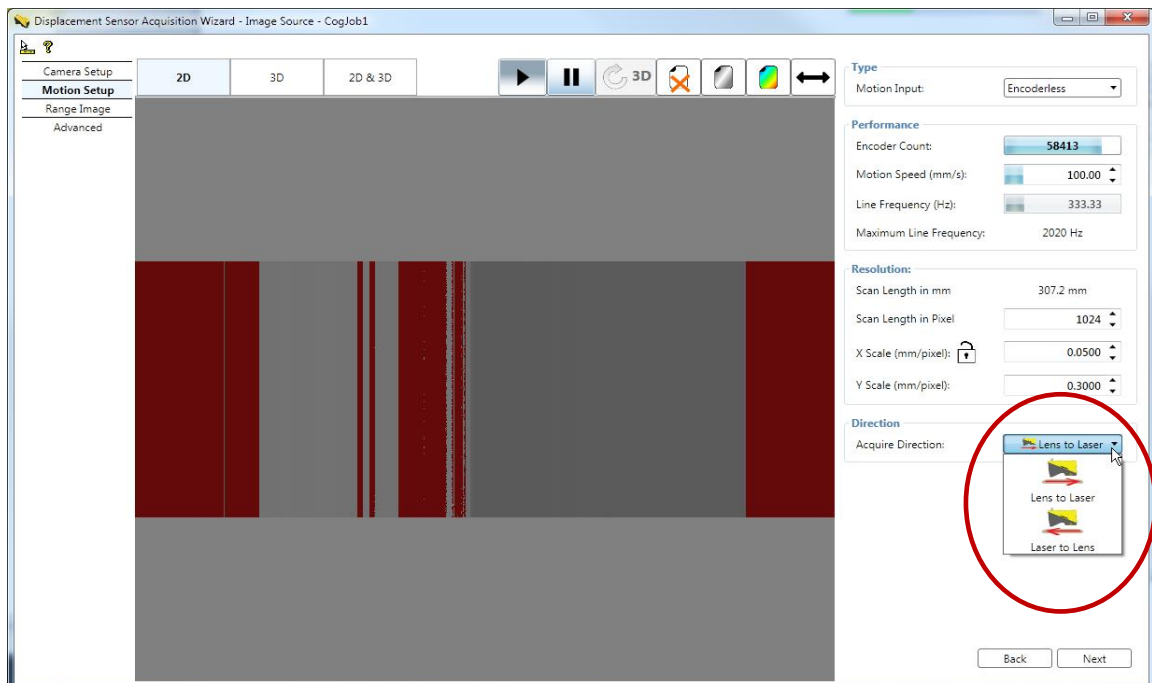 Displacement Sensor Acquisition Wizard - Image Source - CogJob1
?
Camera Setup
Motion Setup
Range Image
Advanced
2D
3D
2D & 3D
3D
Type
Motion Input:
Encoderless
Performance
Encoder Count:
58413
Motion Speed (mm/s):
100.00
Line Frequency (Hz):
333.33
Maximum Line Frequency:
2020 Hz
Resolution:
Scan Length in mm
307.2 mm
Scan Length in Pixel
1024
X Scale (mm/pixel):
0.0500
Y Scale (mm/pixel):
0.3000
Direction
Acquire Direction:
Lens to Laser
Lens to Laser
Laser to Lens
Back
Next